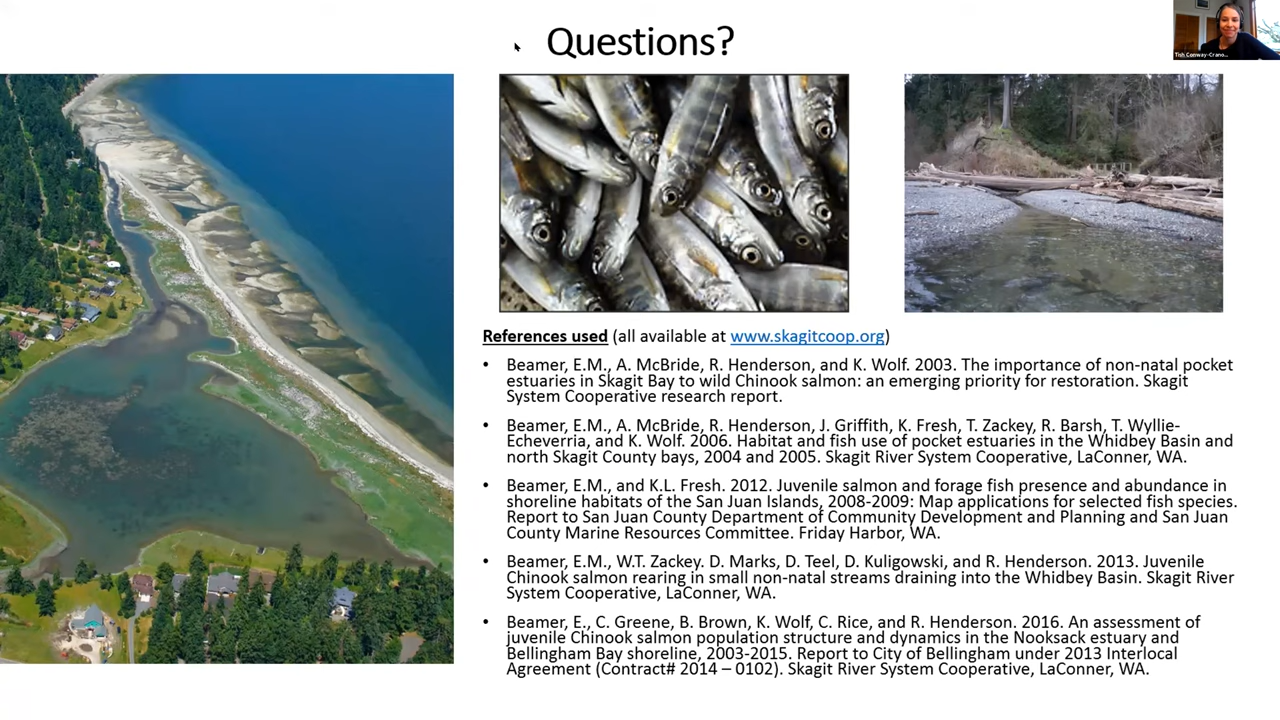 Questions?
Tish Conway-Crano...
References used (all available at www.skagitcoop.org)
• Beamer, E.M., A. McBride, R. Henderson, and K. Wolf. 2003. The importance of non-natal pocket
estuaries in Skagit Bay to wild Chinook salmon: an emerging priority for restoration. Skagit
System Cooperative research report.
• Beamer, E.M., A. McBride, R. Henderson, J. Griffith, K. Fresh, T. Zackey, R. Barsh, T. Wyllie-
Echeverria, and K. Wolf. 2006. Habitat and fish use of pocket estuaries in the Whidbey Basin and
north Skagit County bays, 2004 and 2005. Skagit River System Cooperative, LaConner, WA.
• Beamer, E.M., and K.L. Fresh. 2012. Juvenile salmon and forage fish presence and abundance in
shoreline habitats of the San Juan Islands, 2008-2009: Map applications for selected fish species.
Report to San Juan County Department of Community Development and Planning and San Juan
County Marine Resources Committee. Friday Harbor, WA.
• Beamer, E.M., W.T. Zackey. D. Marks, D. Teel, D. Kuligowski, and R. Henderson. 2013. Juvenile
Chinook salmon rearing in small non-natal streams draining into the Whidbey Basin. Skagit River
System Cooperative, LaConner, WA.
• Beamer, E., C. Greene, B. Brown, K. Wolf, C. Rice, and R. Henderson. 2016. An assessment of
juvenile Chinook salmon population structure and dynamics in the Nooksack estuary and
Bellingham Bay shoreline, 2003-2015. Report to City of Bellingham under 2013 Interlocal
Agreement (Contract# 2014 – 0102). Skagit River System Cooperative, LaConner, WA.